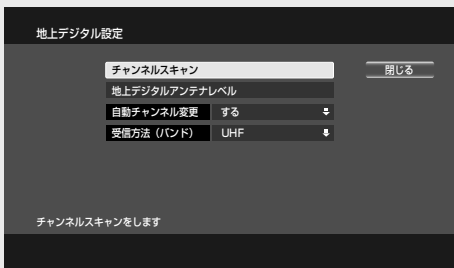 地上デジタル設定
チャンネルスキャン
閉じる
地上デジタルアンテナレベル
自動チャンネル変更 する
受信方法（バンド） UHF
チャンネルスキャンをします